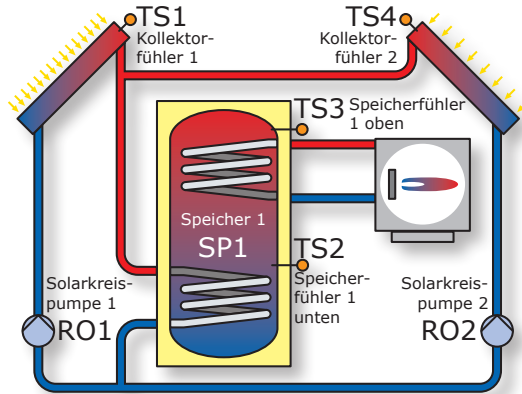 TS1
Kollektor-
fühler 1
TS4
Kollektor-
fühler 2
TS3 Speicherfühler
1 oben
Speicher 1
SP1
TS2
Speicher-
fühler 1
unten
Solarkreis-
pumpe 1
RO1
Solarkreis-
pumpe 2
RO2